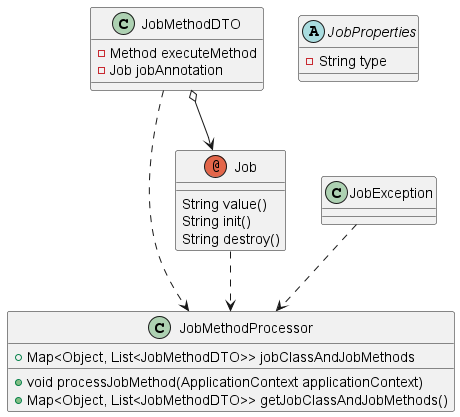 C JobMethodDTO
Method executeMethod
Job jobAnnotation
A JobProperties
String type
@ Job
String value()
String init()
String destroy()
C JobException
C JobMethodProcessor
Map<Object, List<JobMethodDTO>> jobClassAndJobMethods
void processJobMethod(ApplicationContext applicationContext)
Map<Object, List<JobMethodDTO>> getJobClassAndJobMethods()